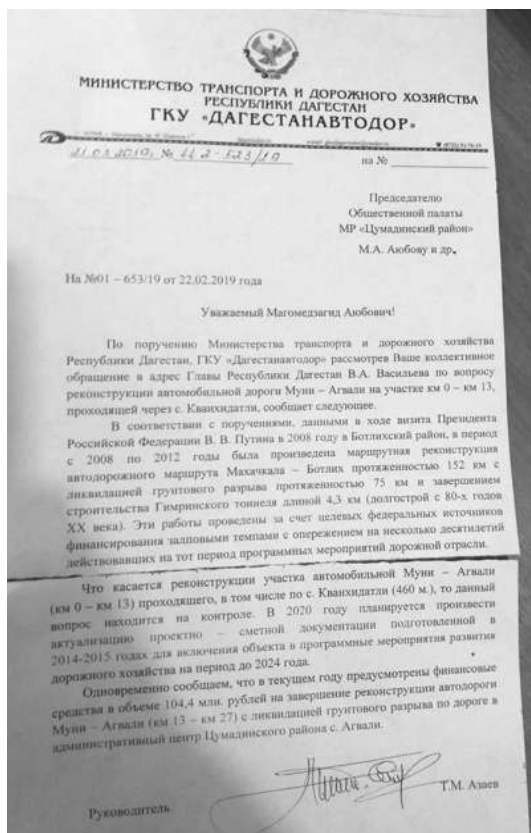 МИНИСТЕРСТВО ТРАНСПОРТА И ДОРОЖНОГО ХОЗЯЙСТВА
РЕСПУБЛИКИ ДАГЕСТАН
ГКУ «ДАГЕСТАНАВТОДОР»
21.03.2019. №
на №
Председателю
Общественной палаты
МР «Цумадинский район»
М.А. Аюбову и др.
На №01 – 653/19 от 22.02.2019 года
Уважаемый Магомедзагид Аюбович!
По поручению Министерства транспорта и дорожного хозяйства
Республики Дагестан, ГКУ «Дагестанавтодор» рассмотрев Ваше коллективное
обращение в адрес Главы Республики Дагестан В.А. Васильева по вопросу
реконструкции автомобильной дороги Муни – Агвали на участке км 0 – км 13,
проходящей через с. Кванхидатли, сообщает следующее.
В соответствии с поручениями, данными в ходе визита Президента
Российской Федерации В. В. Путина в 2008 году в Ботлихский район, в период
с 2008 по 2012 годы была произведена маршрутная реконструкция
автодорожного маршрута Махачкала – Ботлих протяженностью 152 км с
ликвидацией грунтового разрыва протяженностью 75 км и завершением
строительства Гимринского тоннеля длиной 4,3 км (долгострой с 80-х годов
XX века). Эти работы проведены за счет целевых федеральных источников
финансирования залповыми темпами с опережением на несколько десятилетий
действовавших на тот период программных мероприятий дорожной отрасли.
Что касается реконструкции участка автомобильной Муни – Агвали
(км 0 – км 13) проходящего, в том числе по с. Кванхидатли (460 м.), то данный
вопрос находится на контроле. В 2020 году планируется произвести
актуализацию проектно – сметной документации подготовленной в
2014-2015 годах для включения объекта в программные мероприятия развития
дорожного хозяйства на период до 2024 года.
Одновременно сообщаем, что в текущем году предусмотрены финансовые
средства в объеме 104,4 млн. рублей на завершение реконструкции автодороги
Муни – Агвали (км 13 – км 27) с ликвидацией грунтового разрыва по дороге в
административный центр Цумадинского района с. Агвали.
Руководитель
Т.М. Азаев